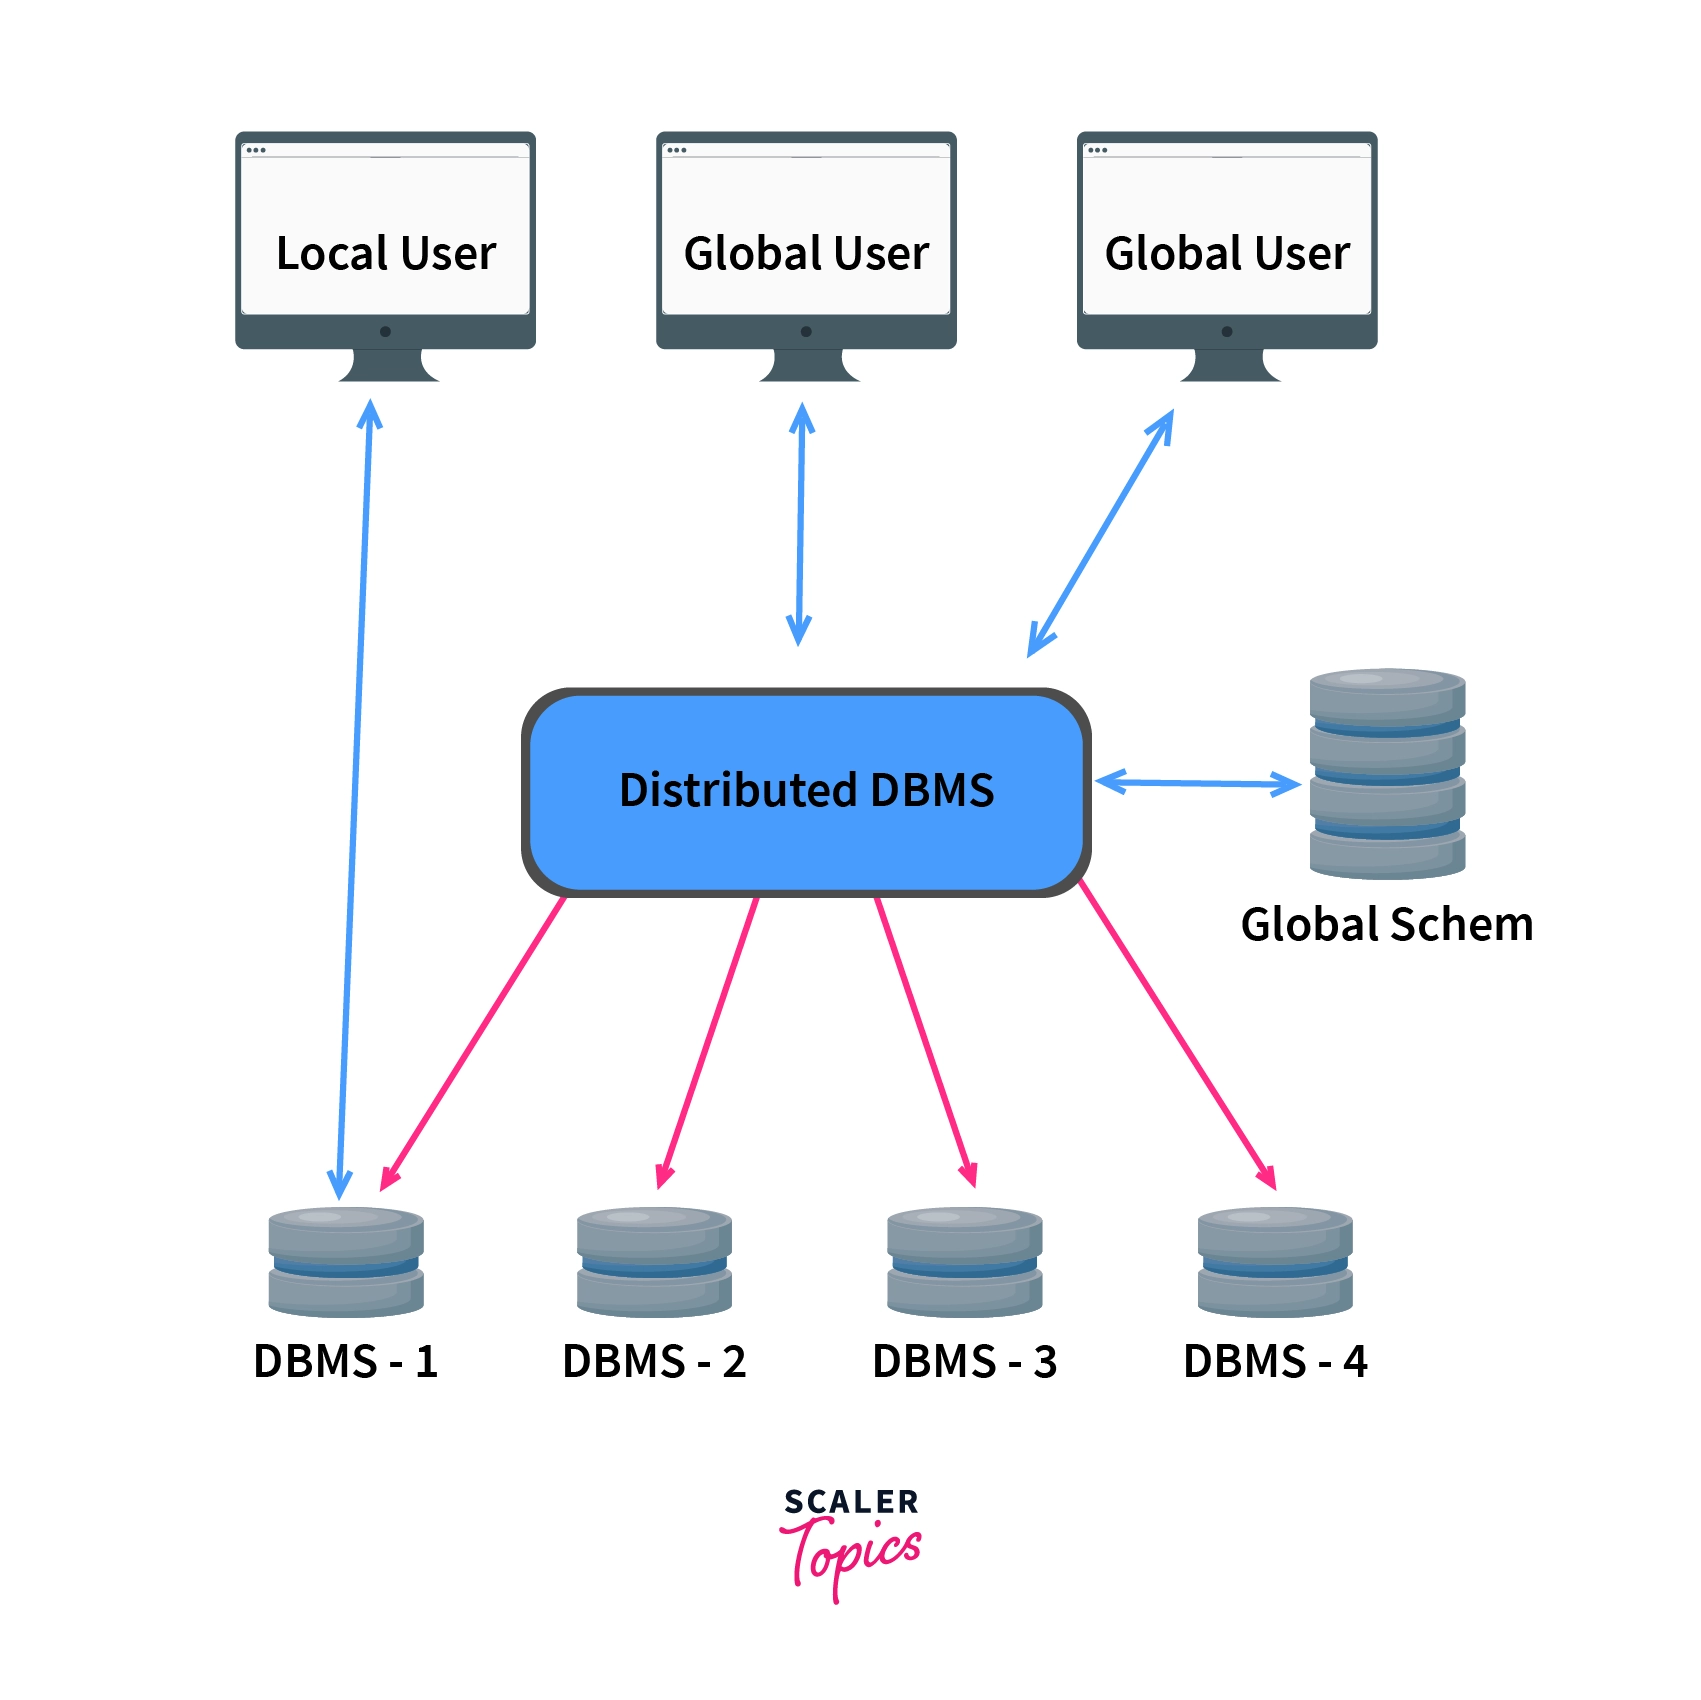 Local User
Global User
Global User
Distributed DBMS
Global Schem
DBMS - 1
DBMS - 2
DBMS - 3
DBMS - 4
SCALER
Topics